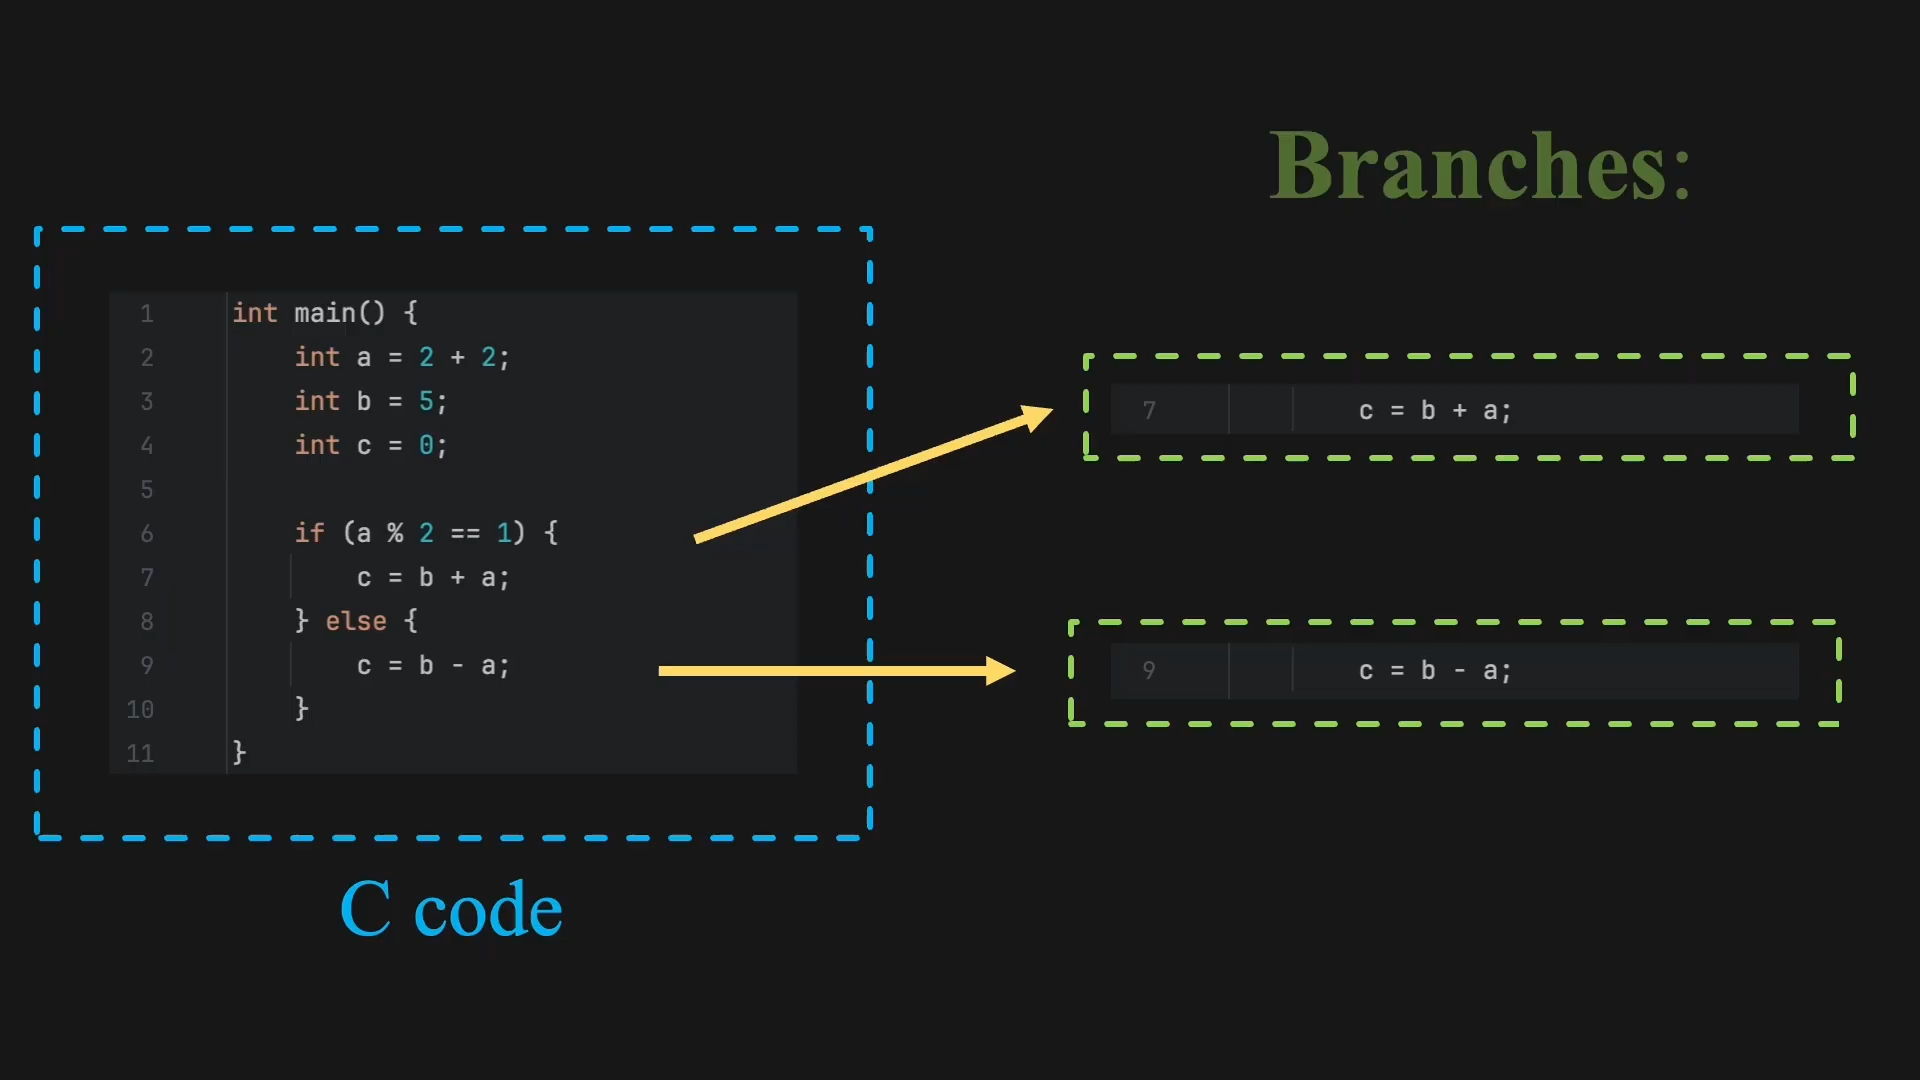 Branches:
1 int main() {
2 int a = 2 + 2;
3 int b = 5;
4 int c = 0;
5
6 if (a % 2 == 1) {
7 c = b + a;
8 } else {
9 c = b - a;
10 }
11 }
7 c = b + a;
9 c = b - a;
C code